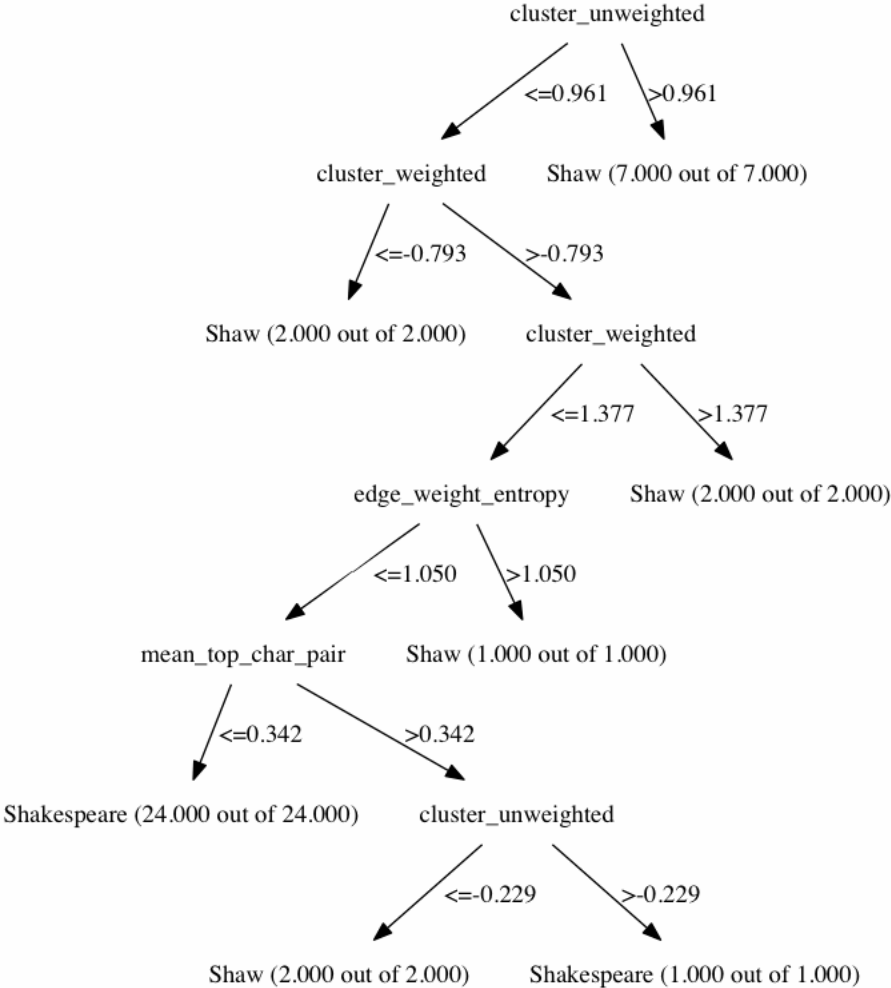 cluster_unweighted
<=0.961 >0.961
cluster_weighted Shaw (7.000 out of 7.000)
<=-0.793 >-0.793
Shaw (2.000 out of 2.000) cluster_weighted
<=1.377 >1.377
edge_weight_entropy Shaw (2.000 out of 2.000)
<=1.050 >1.050
mean_top_char_pair Shaw (1.000 out of 1.000)
<=0.342 >0.342
Shakespeare (24.000 out of 24.000) cluster_unweighted
<=-0.229 >-0.229
Shaw (2.000 out of 2.000) Shakespeare (1.000 out of 1.000)